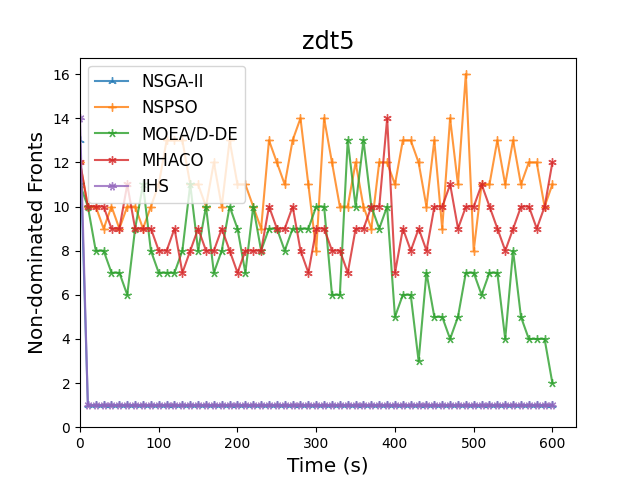 zdt5
Non-dominated Fronts
16
14
12
10
8
6
4
2
0
NSGA-II
NSPSO
MOEA/D-DE
MHACO
IHS
0 100 200 300 400 500 600
Time (s)